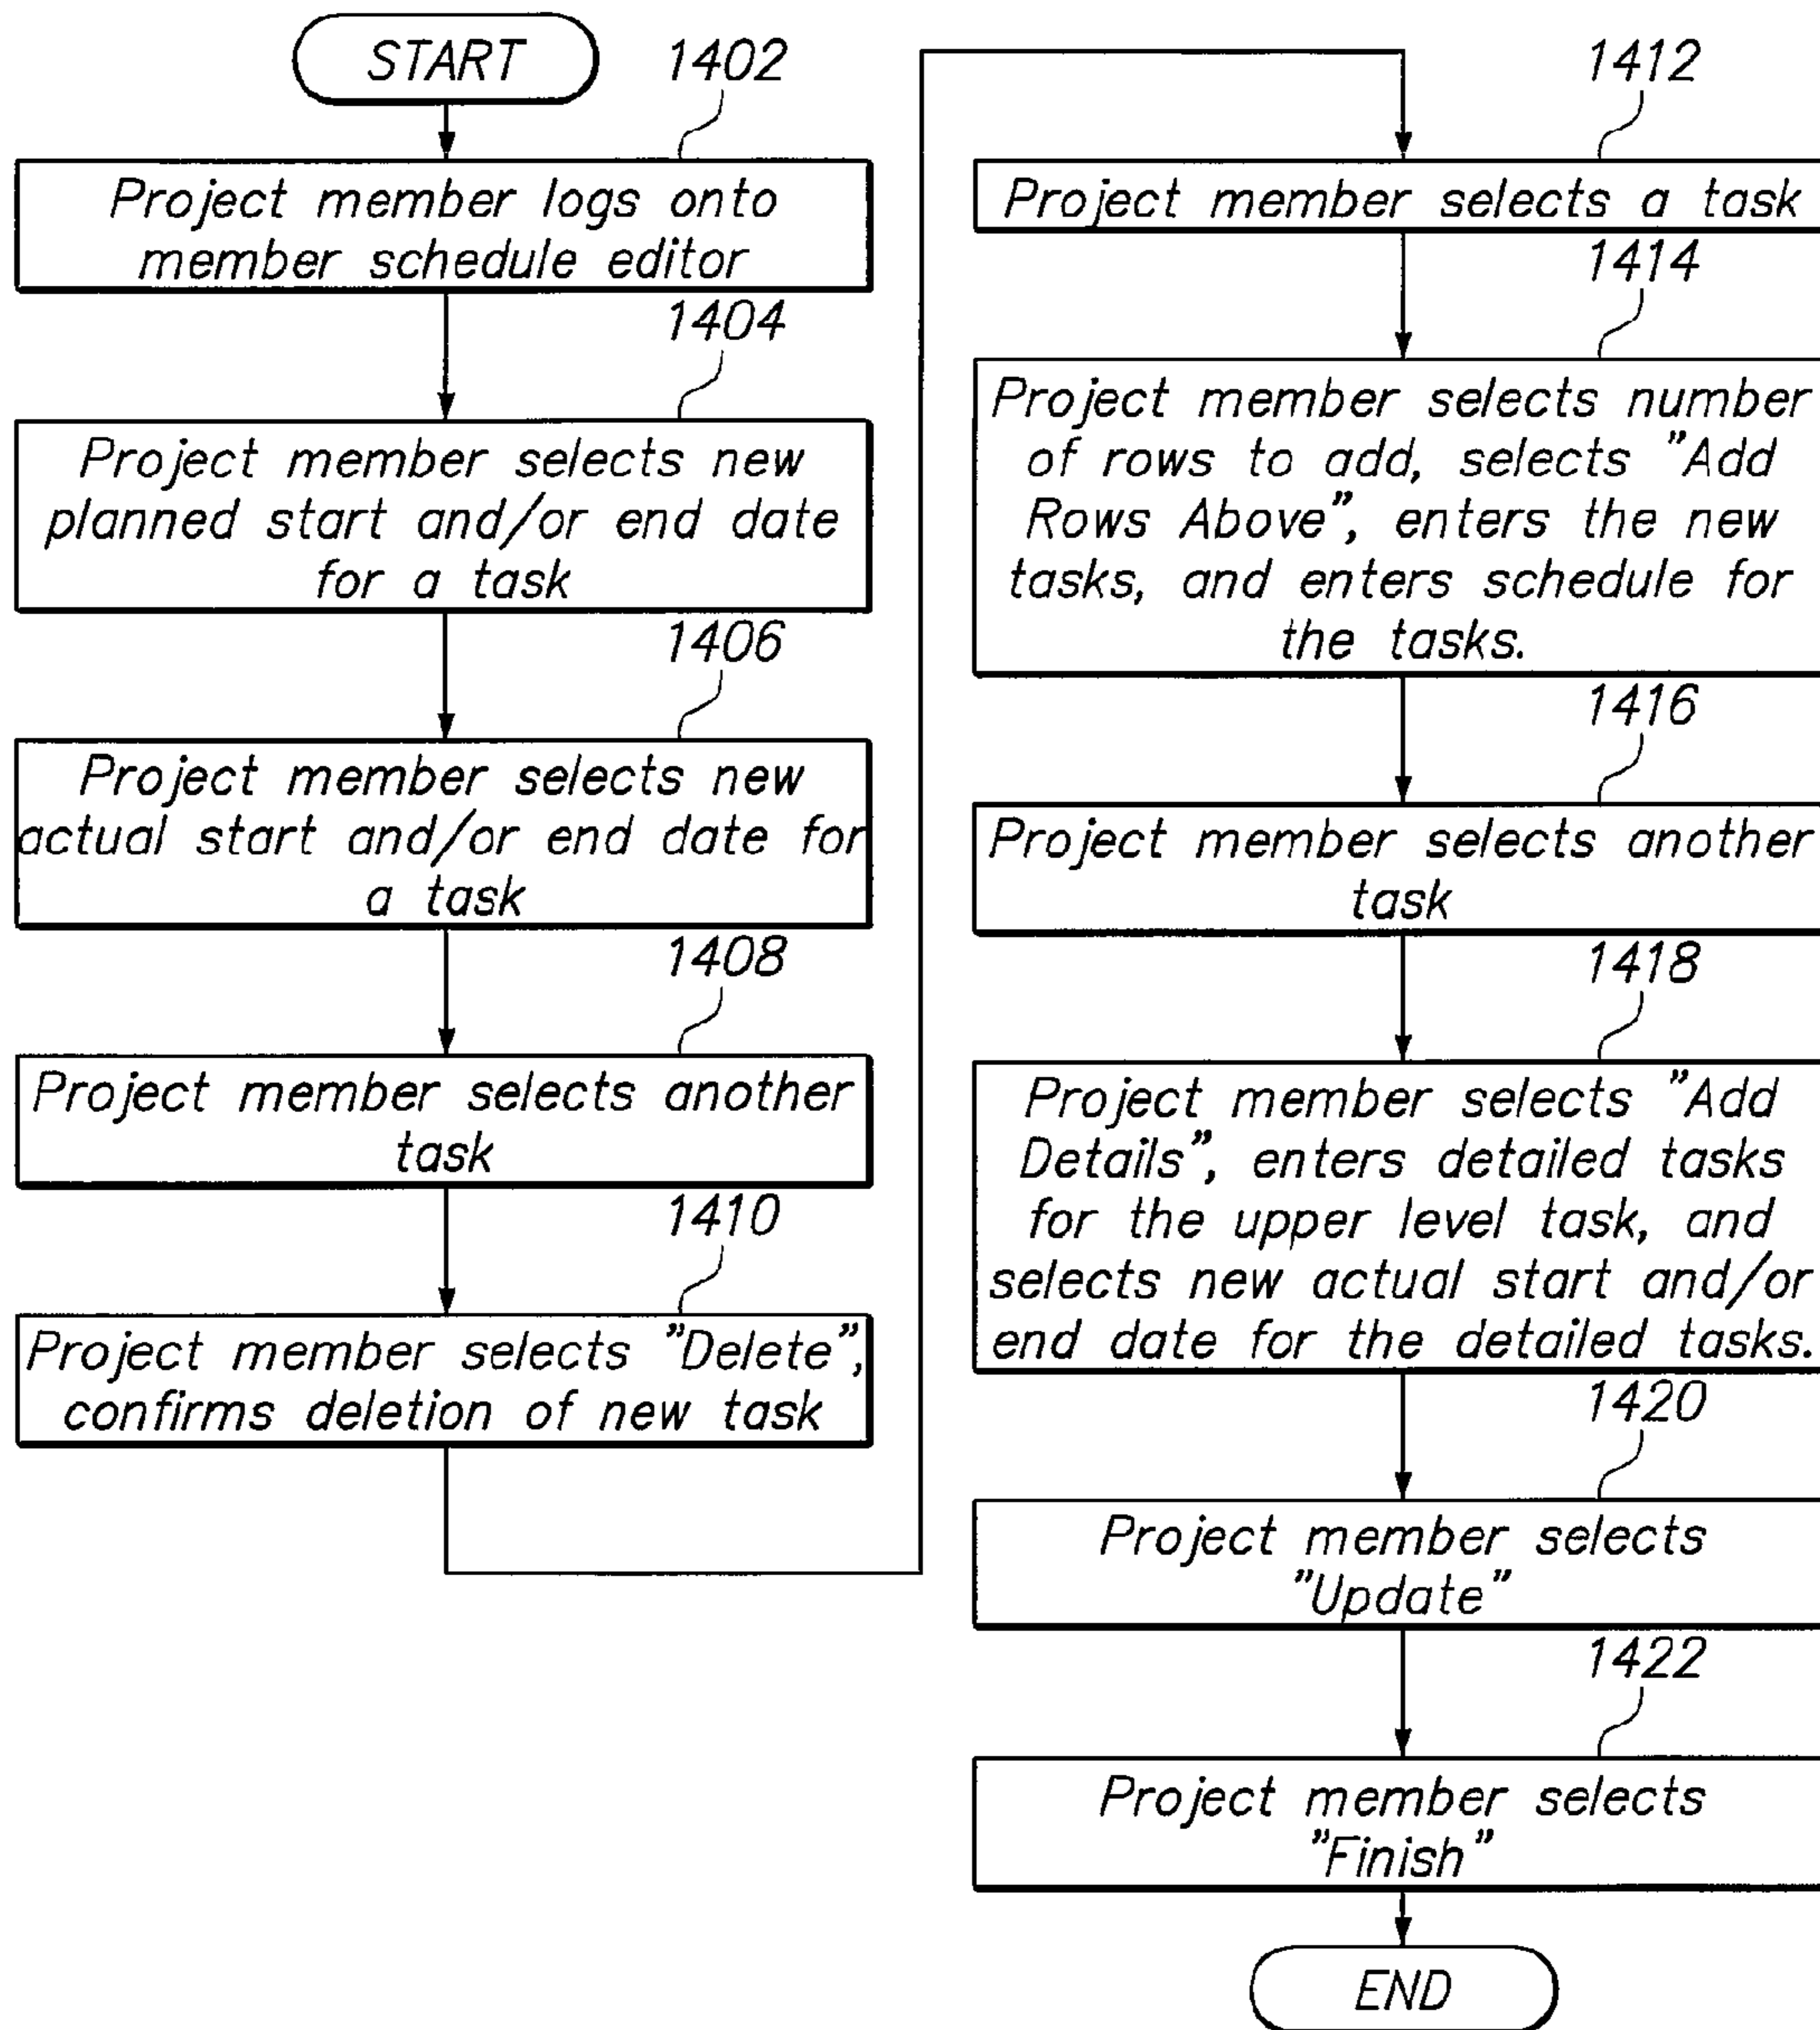 START
1402
Project member logs onto
member schedule editor
1404
Project member selects new
planned start and/or end date
for a task
1406
Project member selects new
actual start and/or end date for
a task
1408
Project member selects another
task
1410
Project member selects "Delete",
confirms deletion of new task
1412
Project member selects a task
1414
Project member selects number
of rows to add, selects "Add
Rows Above", enters the new
tasks, and enters schedule for
the tasks.
1416
Project member selects another
task
1418
Project member selects "Add
Details", enters detailed tasks
for the upper level task, and
selects new actual start and/or
end date for the detailed tasks.
1420
Project member selects
"Update"
1422
Project member selects
"Finish"
END